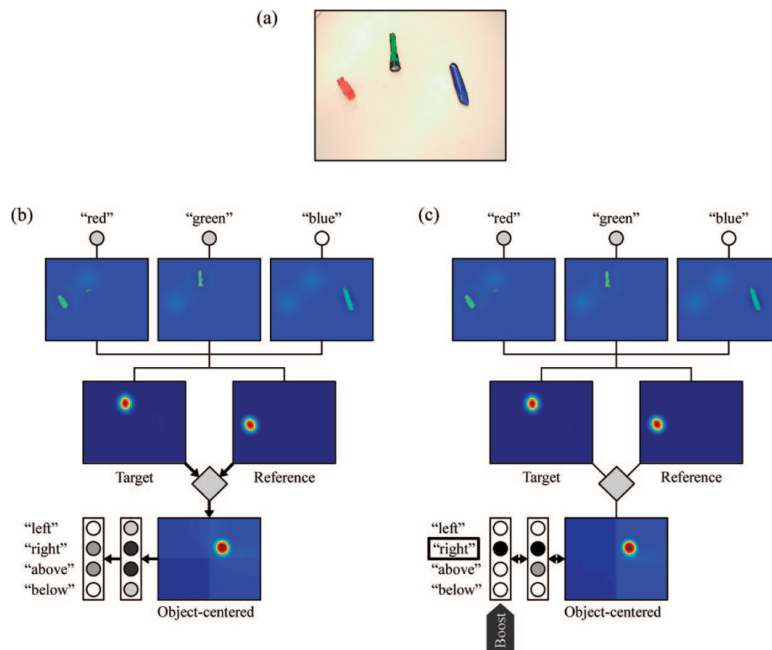 (a)
(b)
“red”
“green”
“blue”
Target
Reference
“left”
“right”
“above”
“below”
Object-centered
(c)
“red”
“green”
“blue”
Target
Reference
“left”
“right”
“above”
“below”
Object-centered
Boost